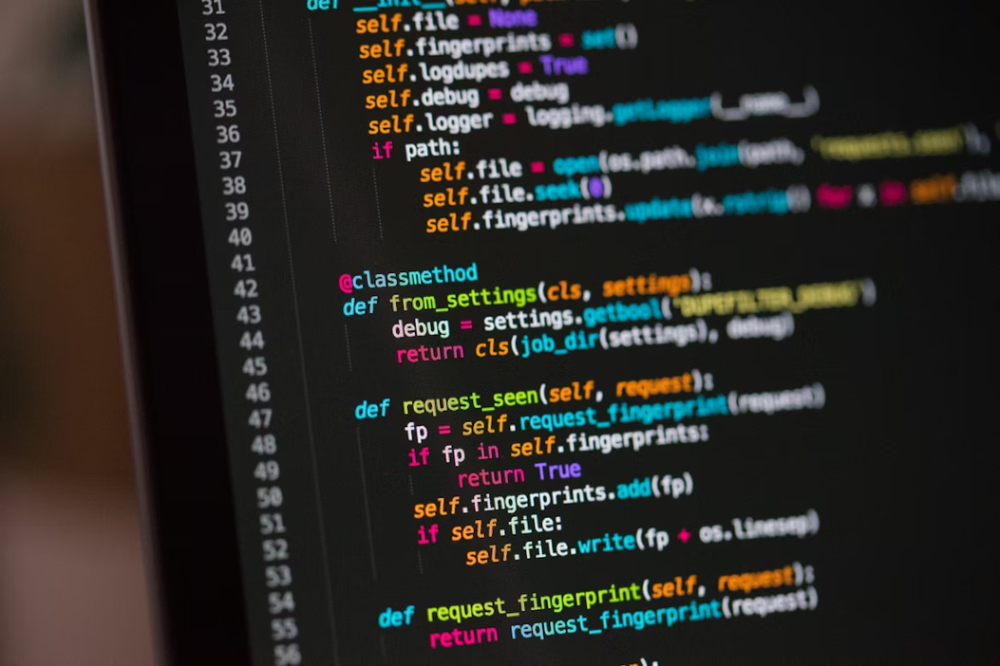 31 def __init__(self,
32 self.file = None
33 self.fingerprints = set()
34 self.logdupes = True
35 self.debug = debug
36 self.logger = logging.getLogger(__name__)
37 if path:
38 self.file = open(os.path.join(path, 'requests.seen'),
39 self.file.seek(0)
40 self.fingerprints.update(x.rstrip() for x in self.file
41
42 @classmethod
43 def from_settings(cls, settings):
44 debug = settings.getbool('DUPEFILTER_DEBUG')
45 return cls(job_dir(settings), debug)
46
47 def request_seen(self, request):
48 fp = self.request_fingerprint(request)
49 if fp in self.fingerprints:
50 return True
51 self.fingerprints.add(fp)
52 if self.file:
53 self.file.write(fp + os.linesep)
54
55 def request_fingerprint(self, request):
56 return request_fingerprint(request)